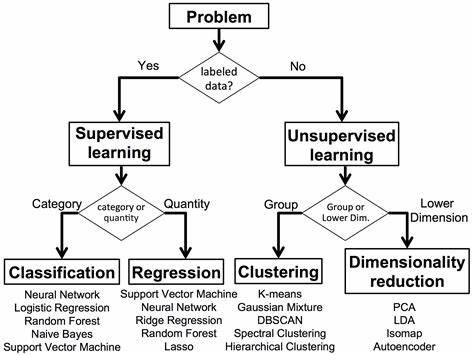 Problem
Yes
labeled
data?
No
Supervised
learning
Unsupervised
learning
Category
category or
quantity
Quantity
Group
Group or
Lower Dim.
Lower
Dimension
Classification
Neural Network
Logistic Regression
Random Forest
Naive Bayes
Support Vector Machine
Regression
Support Vector Machine
Neural Network
Ridge Regression
Random Forest
Lasso
Clustering
K-means
Gaussian Mixture
DBSCAN
Spectral Clustering
Hierarchical Clustering
Dimensionality
reduction
PCA
LDA
Isomap
Autoencoder